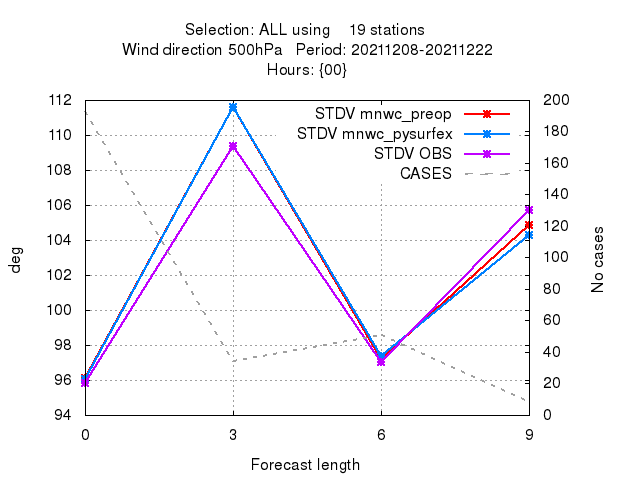 Selection: ALL using 19 stations
Wind direction 500hPa Period: 20211208-20211222
Hours: {00}
STDV mnwc_preop
STDV mnwc_pysurfex
STDV OBS
CASES
112
110
108
106
104
102
100
98
96
94
deg
200
180
160
140
120
100
80
60
40
20
0
No cases
0 3 6 9
Forecast length